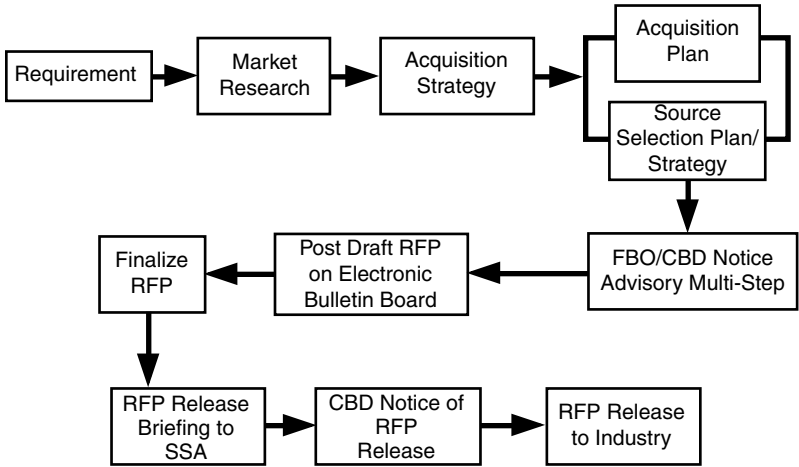 Requirement
Market
Research
Acquisition
Strategy
Acquisition
Plan
Source
Selection Plan/
Strategy
FBO/CBD Notice
Advisory Multi-Step
Post Draft RFP
on Electronic
Bulletin Board
Finalize
RFP
RFP Release
Briefing to
SSA
CBD Notice of
RFP
Release
RFP Release
to Industry